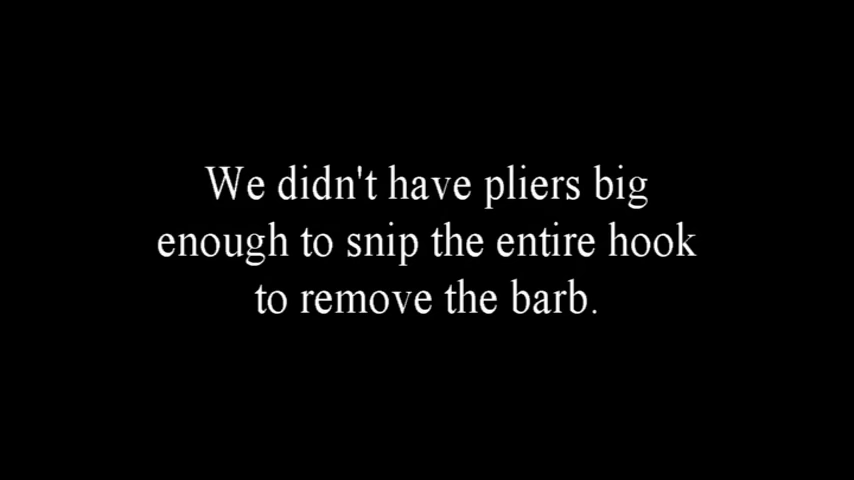 We didn't have pliers big
enough to snip the entire hook
to remove the barb.